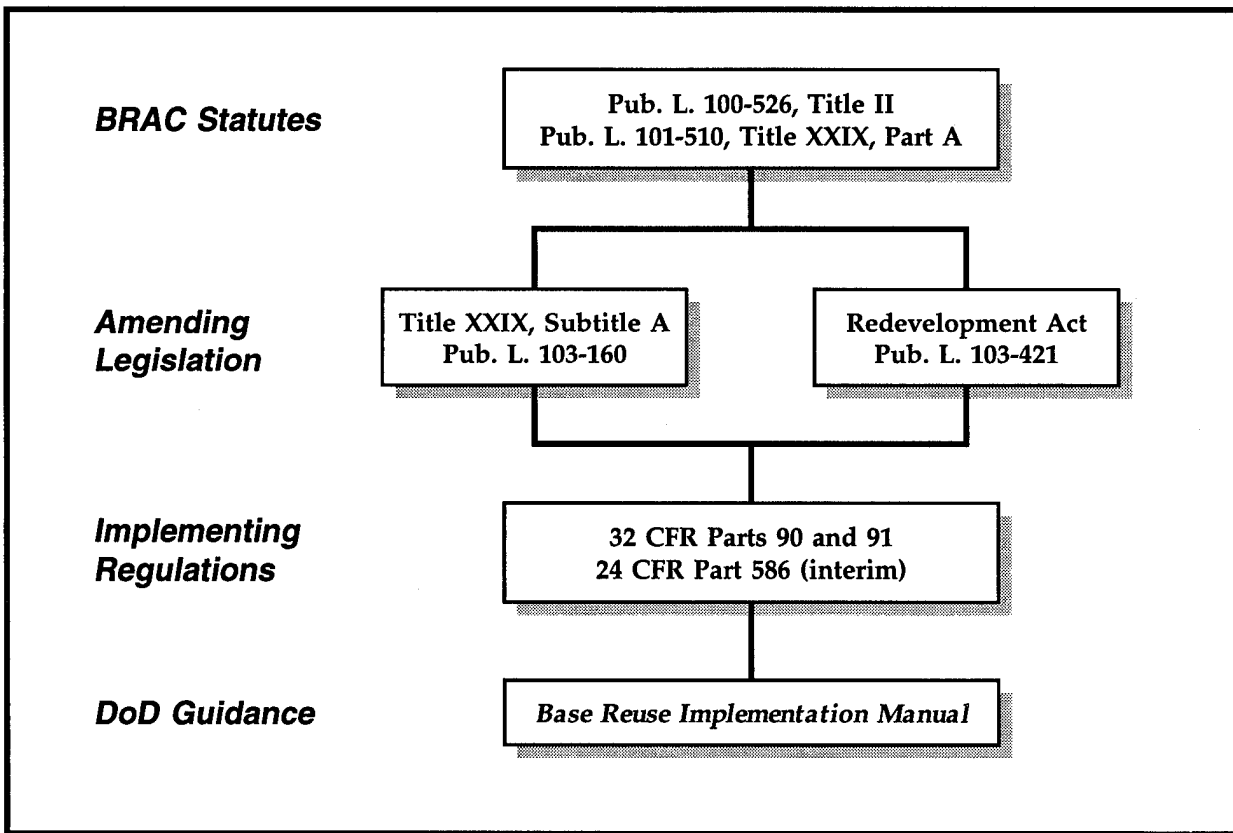 BRAC Statutes
Pub. L. 100-526, Title II
Pub. L. 101-510, Title XXIX, Part A
Amending
Legislation
Title XXIX, Subtitle A
Pub. L. 103-160
Redevelopment Act
Pub. L. 103-421
Implementing
Regulations
32 CFR Parts 90 and 91
24 CFR Part 586 (interim)
DoD Guidance
Base Reuse Implementation Manual